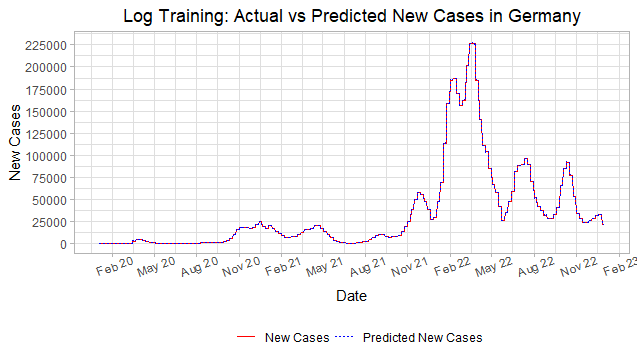 Log Training: Actual vs Predicted New Cases in Germany
225000
200000
175000
150000
125000
100000
75000
50000
25000
0
New Cases
Feb 20 May 20 Aug 20 Nov 20 Feb 21 May 21 Aug 21 Nov 21 Feb 22 May 22 Aug 22 Nov 22 Feb 23
Date
New Cases Predicted New Cases